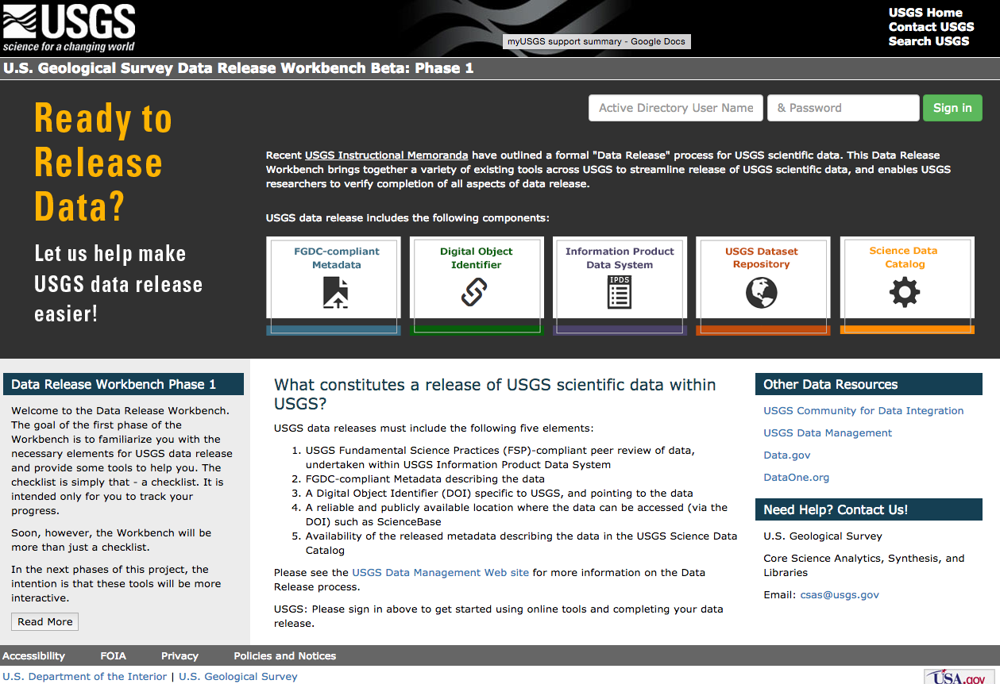 USGS
science for a changing world
myUSGS support summary - Google Docs
USGS Home
Contact USGS
Search USGS
U.S. Geological Survey Data Release Workbench Beta: Phase 1
Ready to
Release
Data?
Let us help make
USGS data release
easier!
Active Directory User Name
& Password
Sign in
Recent USGS Instructional Memoranda have outlined a formal "Data Release" process for USGS scientific data. This Data Release
Workbench brings together a variety of existing tools across USGS to streamline release of USGS scientific data, and enables USGS
researchers to verify completion of all aspects of data release.
USGS data release includes the following components:
FGDC-compliant
Metadata
Digital Object
Identifier
Information Product
Data System
IPDS
USGS Dataset
Repository
Science Data
Catalog
Data Release Workbench Phase 1
Welcome to the Data Release Workbench.
The goal of the first phase of the
Workbench is to familiarize you with the
necessary elements for USGS data release
and provide some tools to help you. The
checklist is simply that - a checklist. It is
intended only for you to track your
progress.
Soon, however, the Workbench will be
more than just a checklist.
In the next phases of this project, the
intention is that these tools will be more
interactive.
Read More
What constitutes a release of USGS scientific data within
USGS?
USGS data releases must include the following five elements:
1. USGS Fundamental Science Practices (FSP)-compliant peer review of data,
undertaken within USGS Information Product Data System
2. FGDC-compliant Metadata describing the data
3. A Digital Object Identifier (DOI) specific to USGS, and pointing to the data
4. A reliable and publicly available location where the data can be accessed (via the
DOI) such as ScienceBase
5. Availability of the released metadata describing the data in the USGS Science Data
Catalog
Please see the USGS Data Management Web site for more information on the Data
Release process.
USGS: Please sign in above to get started using online tools and completing your data
release.
Other Data Resources
USGS Community for Data Integration
USGS Data Management
Data.gov
DataOne.org
Need Help? Contact Us!
U.S. Geological Survey
Core Science Analytics, Synthesis, and
Libraries
Email: csas@usgs.gov
Accessibility
FOIA
Privacy
Policies and Notices
U.S. Department of the Interior | U.S. Geological Survey
USA.gov